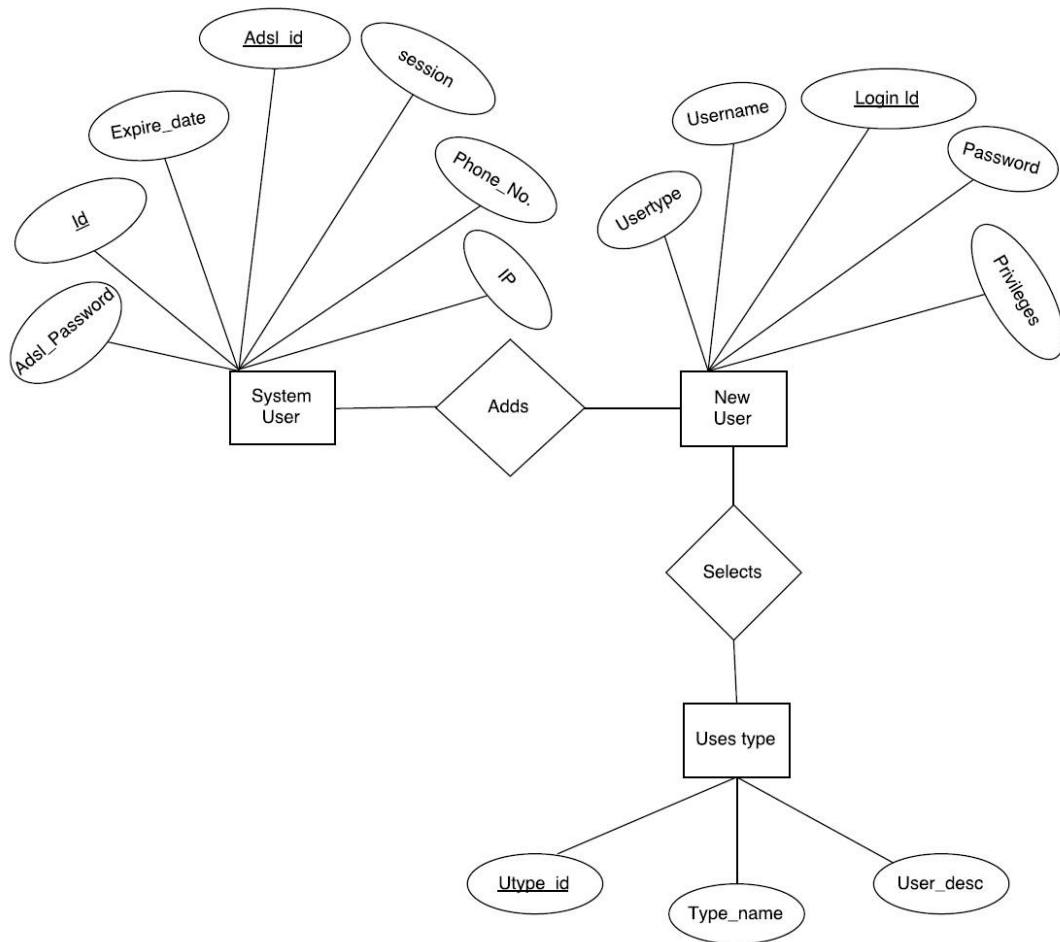 Adsl_id
session
Expire_date
Phone_No.
Id
IP
Adsl_Password
System
User
Adds
Username
Login Id
Password
Usertype
Privileges
New
User
Selects
Uses type
Utype_id
Type_name
User_desc